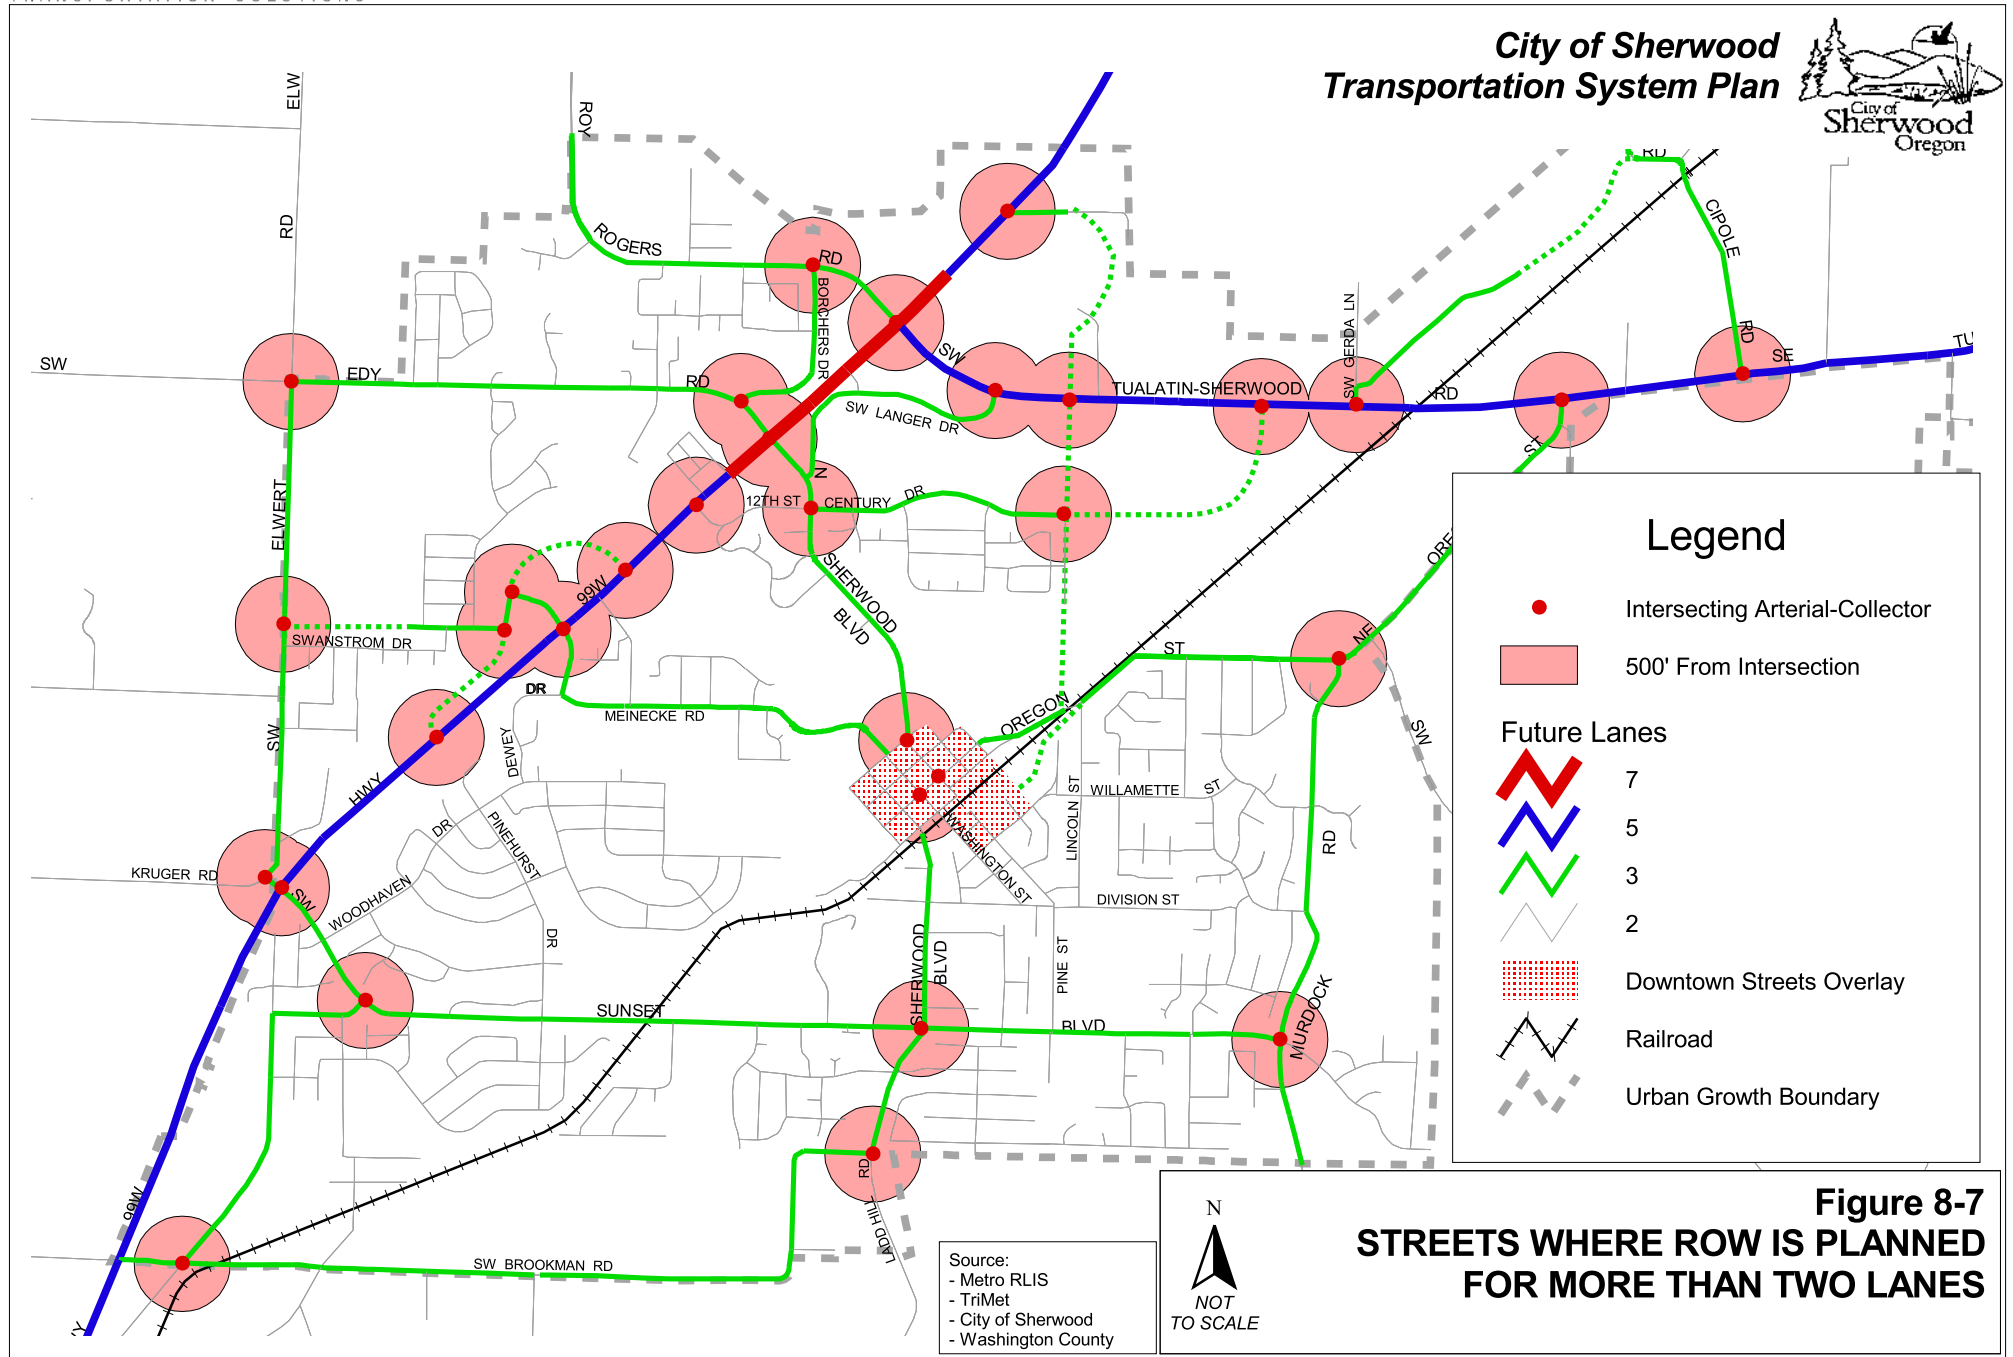 City of Sherwood
Transportation System Plan
City of
Sherwood
Oregon
ELW
RD
ROY
ROGERS
RD
BORCHERS DR
SW
EDY
RD
SW
TUALATIN-SHERWOOD
RD
SW GERDA LN
CIPOLE
RD
RD
SE
TU
SW LANGER DR
N
12TH ST
CENTURY
DR
ST
ORE
ELWERT
SW
SWANSTROM DR
99W
SHERWOOD
BLVD
DR
MEINECKE RD
DEWEY
HWY
OREGON
ST
NE
SW
WILLAMETTE
ST
LINCOLN ST
WASHINGTON ST
RD
KRUGER RD
SW
WOODHAVEN
DR
PINEHURST
DR
DIVISION ST
PINE ST
SHERWOOD
BLVD
SUNSET
BLVD
MURDOCK
99W
RD
LADD HILL
SW BROOKMAN RD
Legend
Intersecting Arterial-Collector
500' From Intersection
Future Lanes
7
5
3
2
Downtown Streets Overlay
Railroad
Urban Growth Boundary
Source:
- Metro RLIS
- TriMet
- City of Sherwood
- Washington County
N
NOT
TO SCALE
Figure 8-7
STREETS WHERE ROW IS PLANNED
FOR MORE THAN TWO LANES